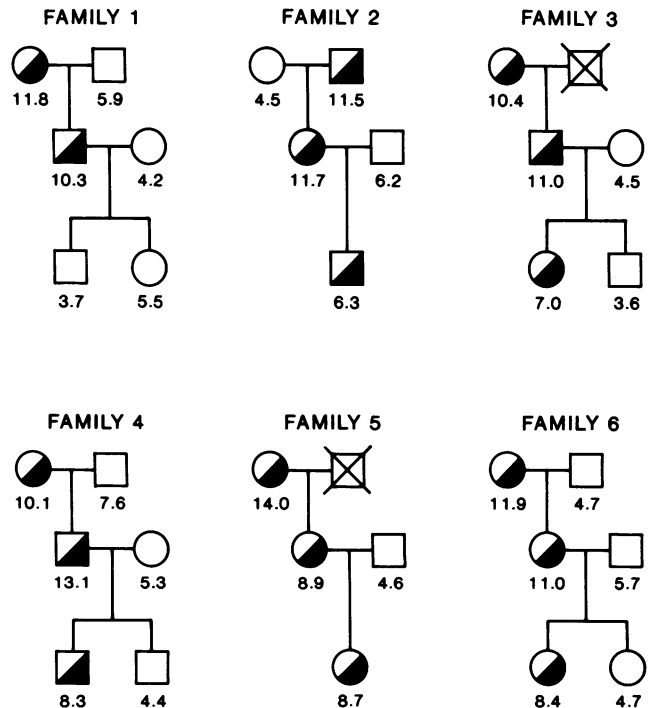 FAMILY 1 FAMILY 2 FAMILY 3
11.8 5.9 4.5 11.5 10.4
10.3 4.2 11.7 6.2 11.0 4.5
3.7 5.5 6.3 7.0 3.6
FAMILY 4 FAMILY 5 FAMILY 6
10.1 7.6 14.0 11.9 4.7
13.1 5.3 8.9 4.6 11.0 5.7
8.3 4.4 8.7 8.4 4.7